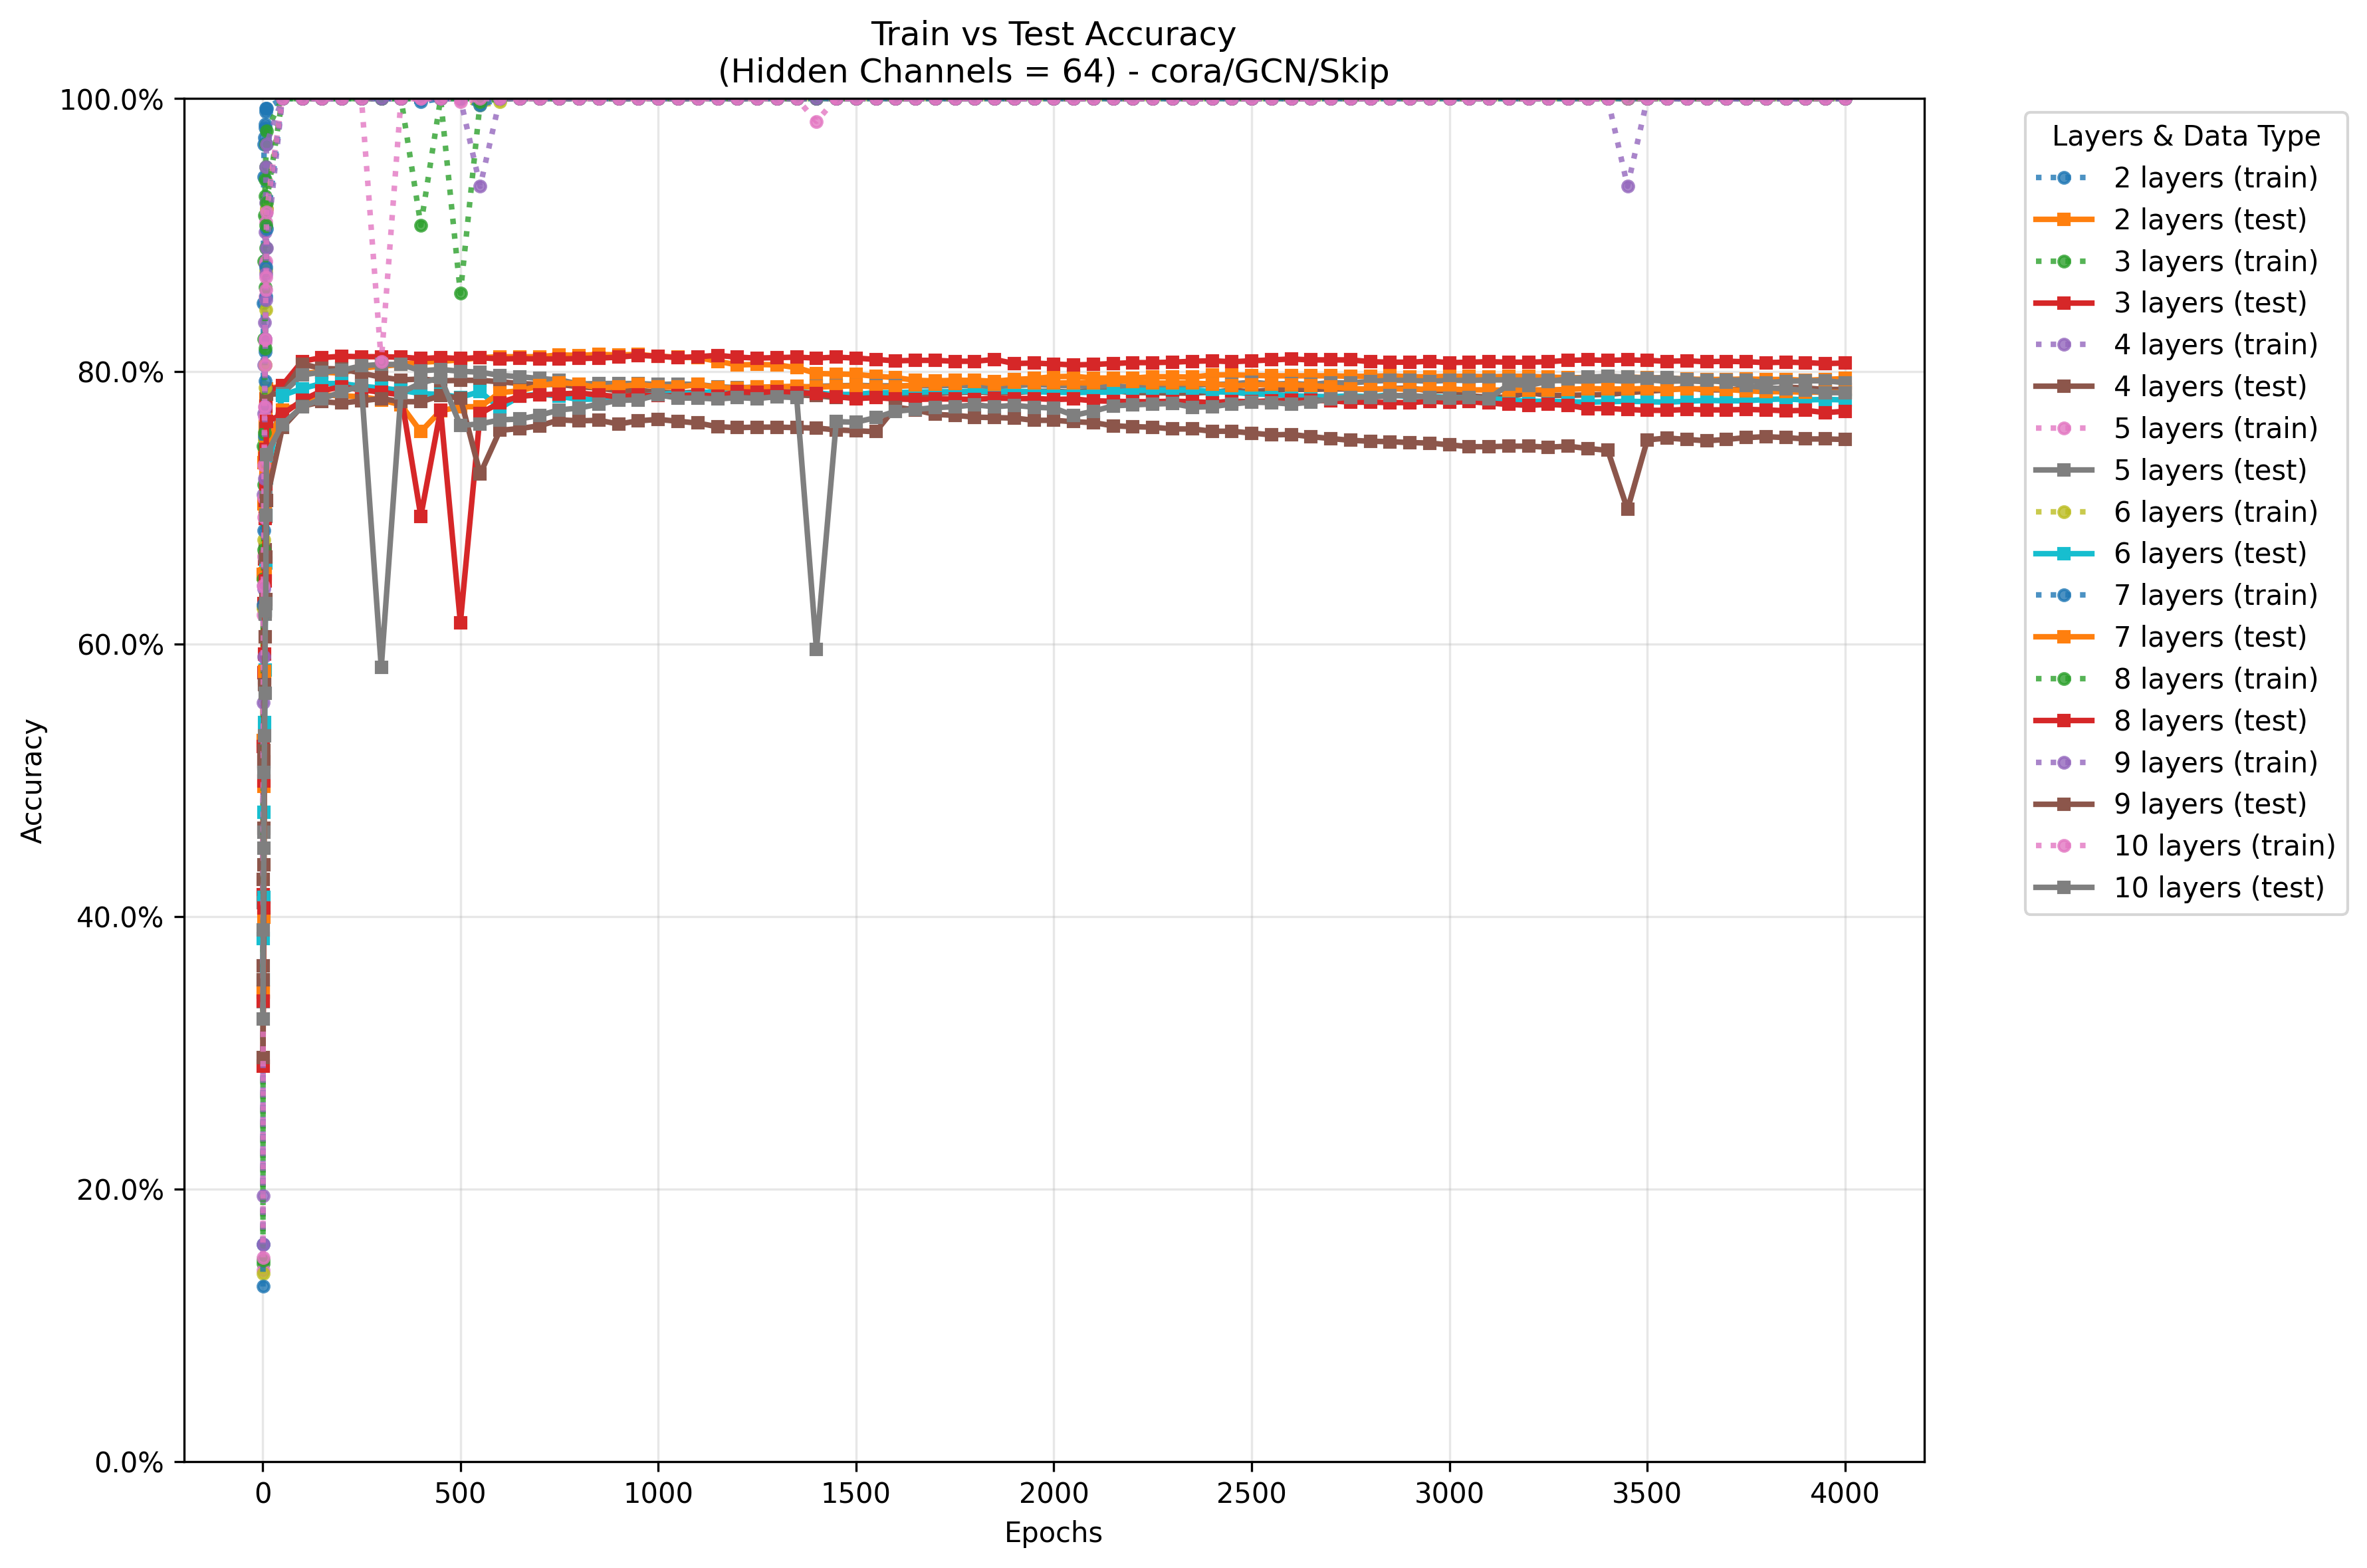 Train vs Test Accuracy
(Hidden Channels = 64) - cora/GCN/Skip
100.0%
80.0%
60.0%
40.0%
20.0%
0.0%
Accuracy
0
500
1000
1500
2000
2500
3000
3500
4000
Epochs
Layers & Data Type
2 layers (train)
2 layers (test)
3 layers (train)
3 layers (test)
4 layers (train)
4 layers (test)
5 layers (train)
5 layers (test)
6 layers (train)
6 layers (test)
7 layers (train)
7 layers (test)
8 layers (train)
8 layers (test)
9 layers (train)
9 layers (test)
10 layers (train)
10 layers (test)